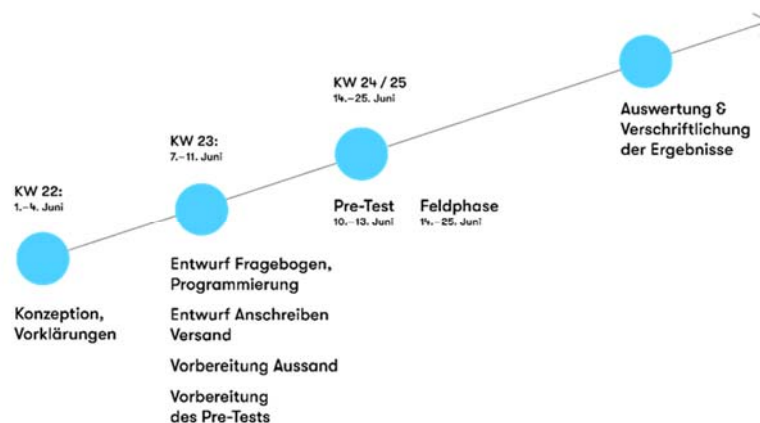 KW 22:
1.–4. Juni
Konzeption,
Vorklärungen
KW 23:
7.–11. Juni
Entwurf Fragebogen,
Programmierung
Entwurf Anschreiben
Versand
Vorbereitung Aussand
Vorbereitung
des Pre-Tests
KW 24 / 25
14.–25. Juni
Pre-Test
10.–13. Juni
Feldphase
14.–25. Juni
Auswertung &
Verschriftlichung
der Ergebnisse